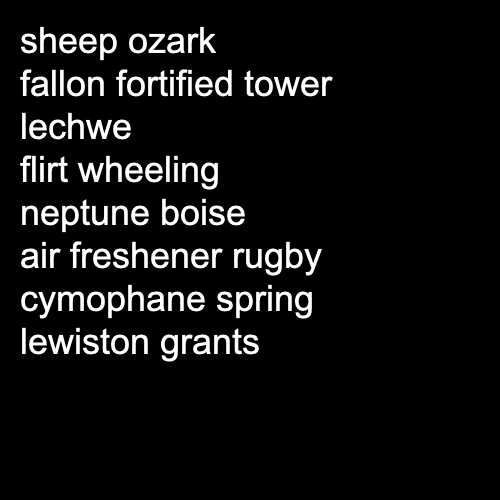 sheep ozark
fallon fortified tower
lechwe
flirt wheeling
neptune boise
air freshener rugby
cymophane spring
lewiston grants